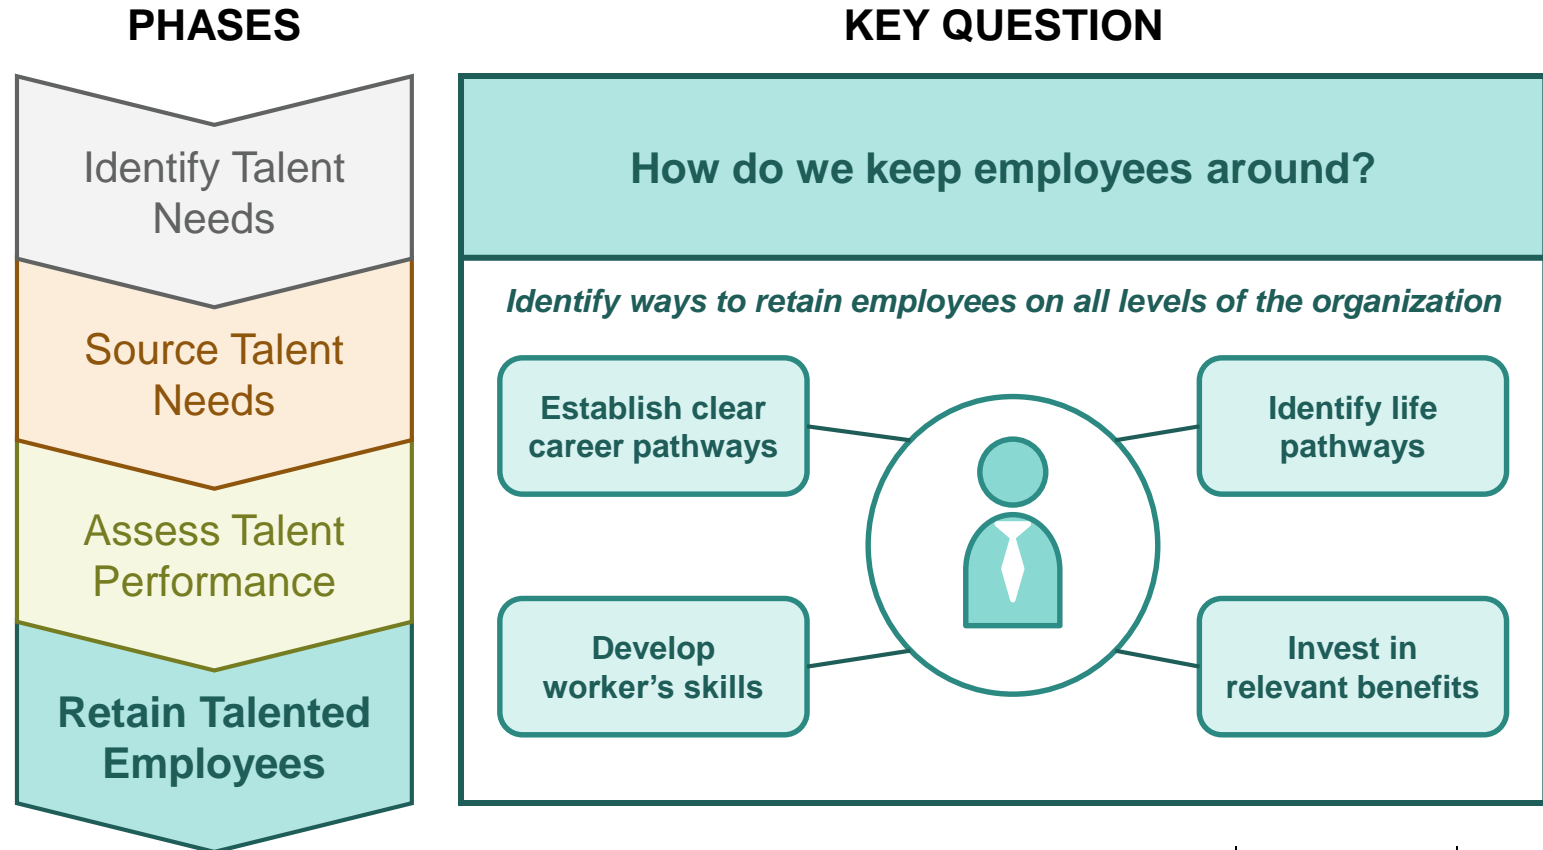 PHASES
KEY QUESTION
Identify Talent
Needs
Source Talent
Needs
Assess Talent
Performance
Retain Talented
Employees
How do we keep employees around?
Identify ways to retain employees on all levels of the organization
Establish clear
career pathways
Identify life
pathways
Develop
worker’s skills
Invest in
relevant benefits